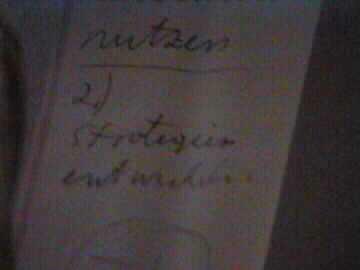 nutzen
2.)
Strategien
entwickeln